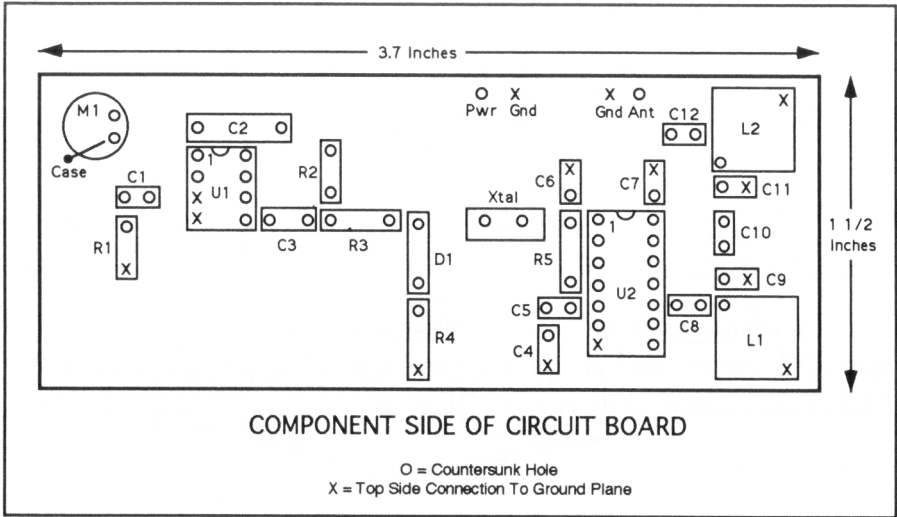 3.7 Inches
M1
Case
C1
R1
C2
1
U1
R2
C3
R3
D1
R4
Pwr
X
Gnd
X
Gnd Ant
C12
L2
X
C6
X
C7
X
Xtal
R5
1
U2
X
C5
C4
X
C8
C11
X
C10
C9
X
L1
X
X
X
X
X
1 1/2
Inches
COMPONENT SIDE OF CIRCUIT BOARD
O = Countersunk Hole
X = Top Side Connection To Ground Plane